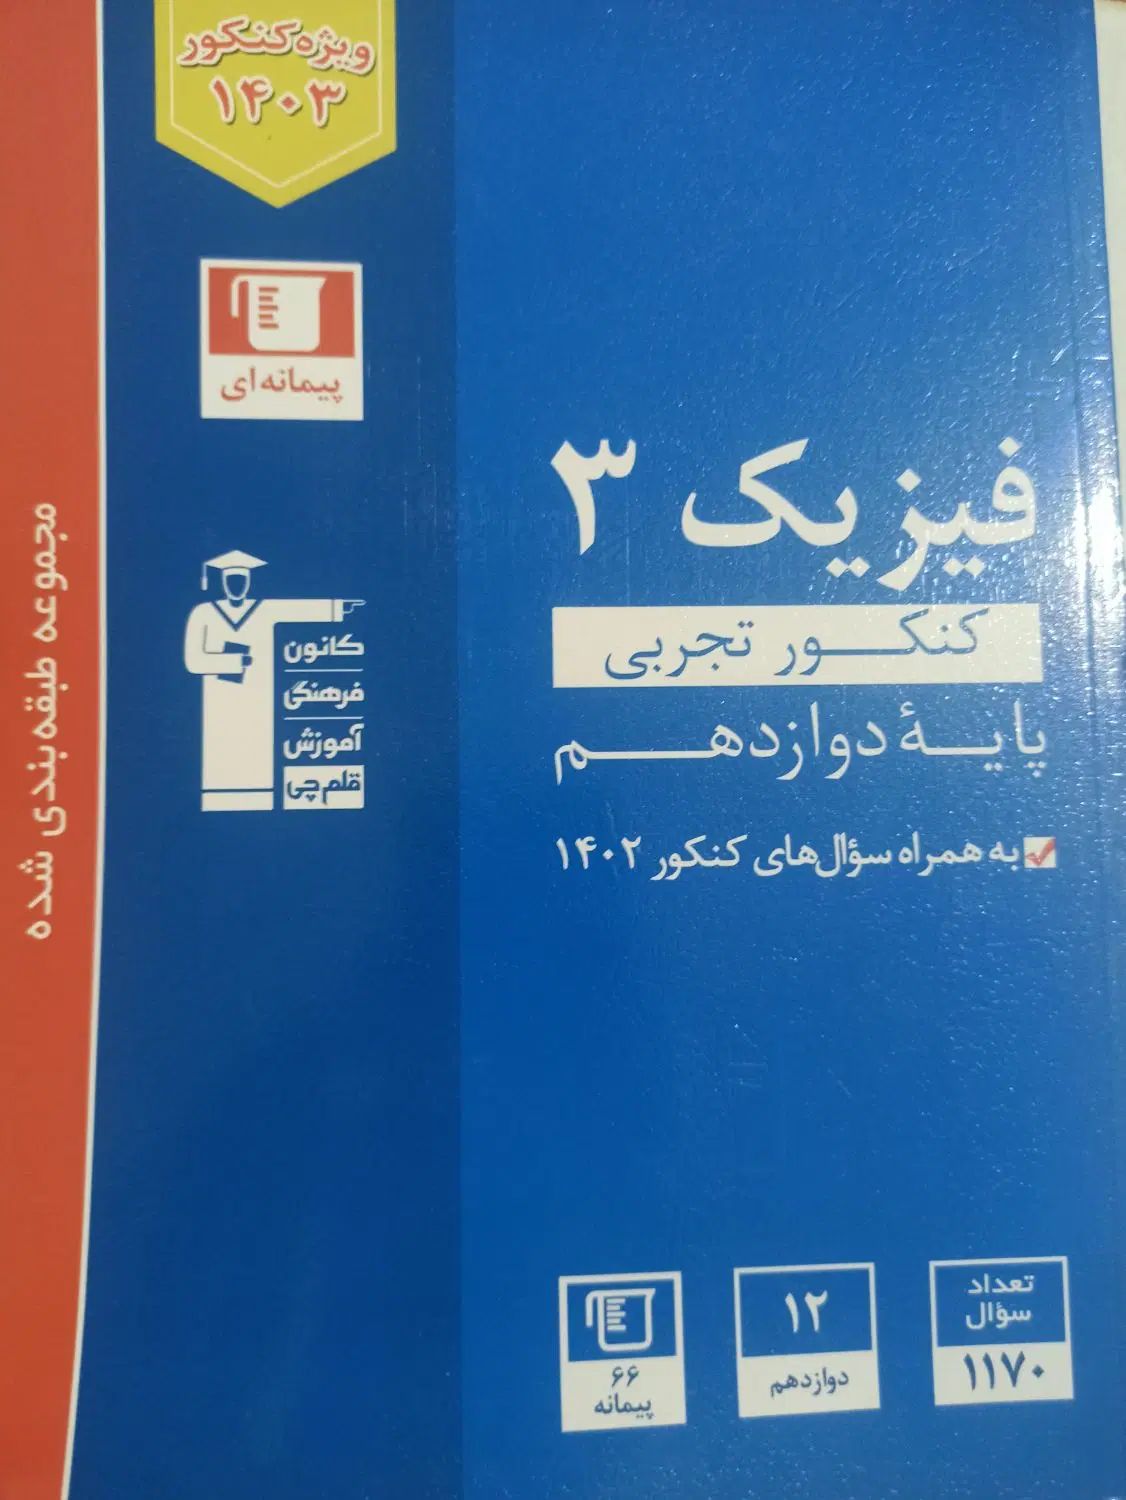 ویژه کنکور
۱۴۰۳
پیمانه‌ای
فیزیک ۳
کنکور تجربی
پایهٔ دوازدهم
به همراه سؤال‌های کنکور ۱۴۰۲
کانون
فرهنگی
آموزش
قلم‌چی
مجموعه طبقه‌بندی شده
تعداد
سؤال
۱۱۷۰
۱۲
دوازدهم
۶۶
پیمانه